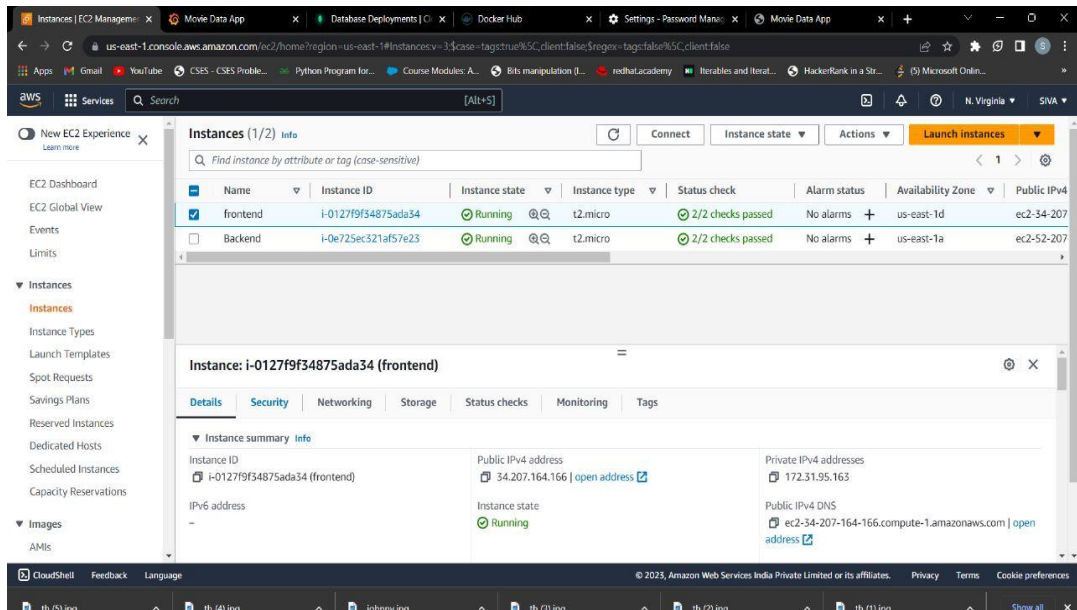 Instances | EC2 Managemen
Movie Data App
Database Deployments | Cl
Docker Hub
Settings - Password Manag
Movie Data App
us-east-1.console.aws.amazon.com/ec2/home?region=us-east-1#Instances:v=3;$case=tags:true%5C,client:false;$regex=tags:false%5C,client:false
Apps
Gmail
YouTube
CSES - CSES Proble...
Python Program for...
Course Modules: A...
Bits manipulation (I...
redhat.academy
Iterables and Iterat...
HackerRank in a Str...
(5) Microsoft Onlin...
aws
Services
Search
[Alt+S]
N. Virginia
SIVA
New EC2 Experience
Learn more
EC2 Dashboard
EC2 Global View
Events
Limits
Instances
Instances
Instance Types
Launch Templates
Spot Requests
Savings Plans
Reserved Instances
Dedicated Hosts
Scheduled Instances
Capacity Reservations
Images
AMIs
Instances (1/2) Info
Connect
Instance state
Actions
Launch instances
Find instance by attribute or tag (case-sensitive)
1
Name Instance ID Instance state Instance type Status check Alarm status Availability Zone Public IPv4
frontend i-0127f9f34875ada34 Running t2.micro 2/2 checks passed No alarms + us-east-1d ec2-34-207
Backend i-0e725ec321af57e23 Running t2.micro 2/2 checks passed No alarms + us-east-1a ec2-52-207
Instance: i-0127f9f34875ada34 (frontend)
Details Security Networking Storage Status checks Monitoring Tags
Instance summary Info
Instance ID
i-0127f9f34875ada34 (frontend)
Public IPv4 address
34.207.164.166 | open address
Private IPv4 addresses
172.31.95.163
IPv6 address
–
Instance state
Running
Public IPv4 DNS
ec2-34-207-164-166.compute-1.amazonaws.com | open
address
CloudShell
Feedback
Language
© 2023, Amazon Web Services India Private Limited or its affiliates.
Privacy
Terms
Cookie preferences
th (5).jpg
th (4).jpg
johnny.jpg
th (3).jpg
th (2).jpg
th (1).jpg
Show all